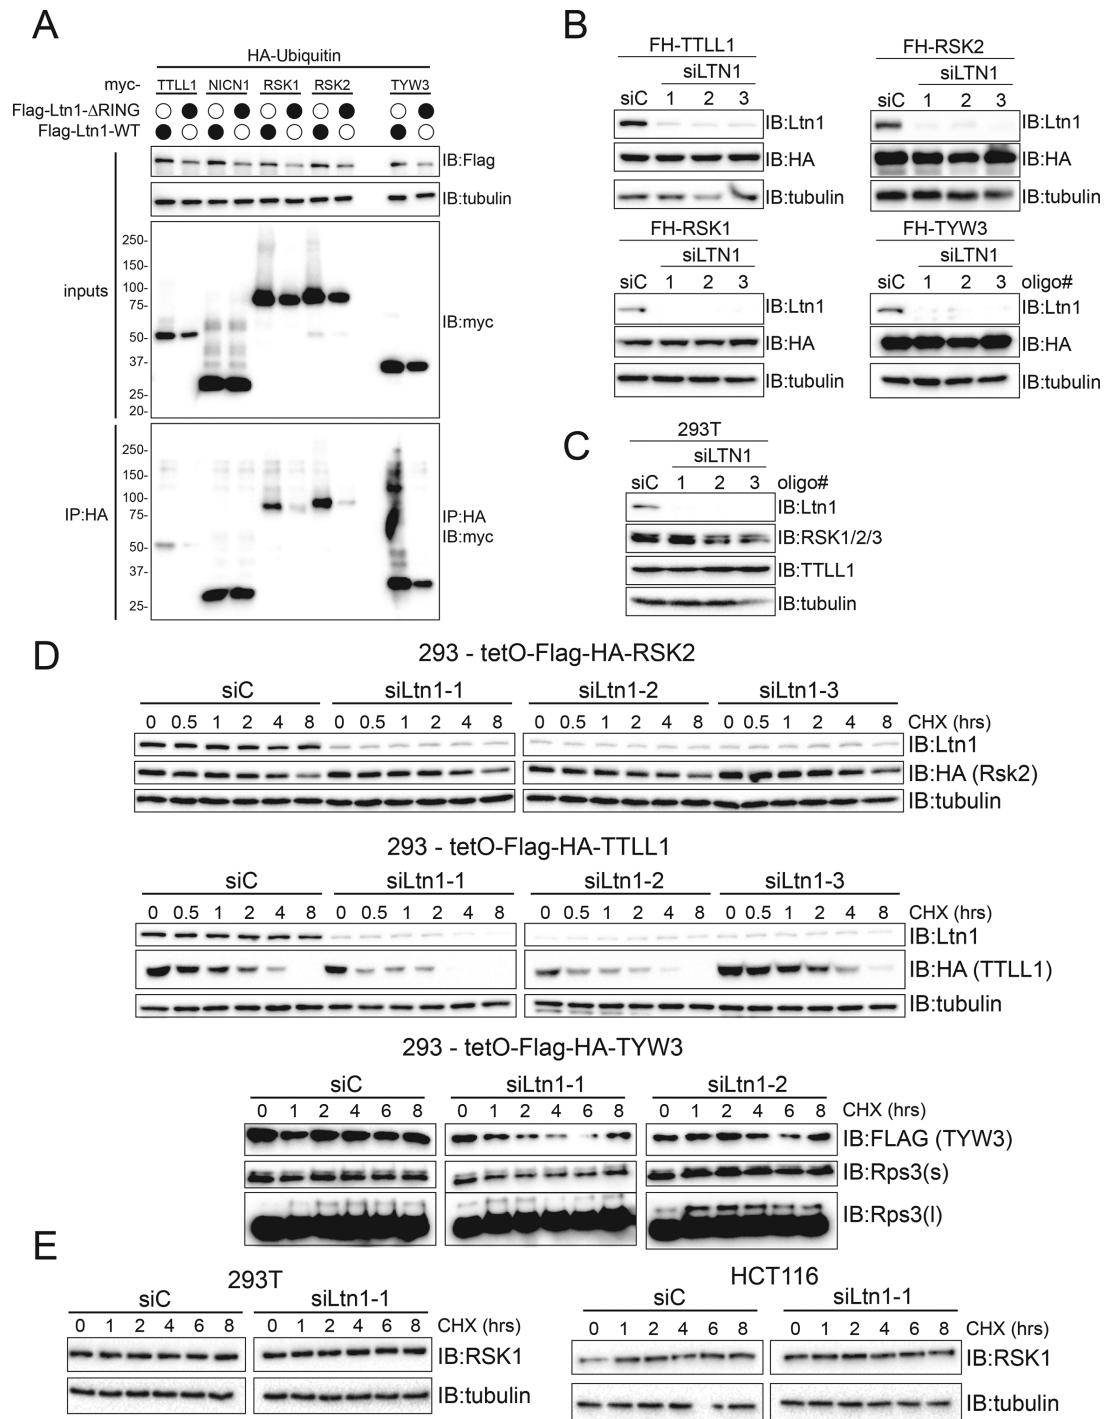 A
HA-Ubiquitin
myc- TTLL1 NICN1 RSK1 RSK2 TYW3
Flag-Ltn1-ΔRING
Flag-Ltn1-WT
IB:Flag
IB:tubulin
inputs
250-
150-
100-
75-
50-
37-
25-
20-
IB:myc
IP:HA
250-
150-
100-
75-
50-
37-
25-
IP:HA
IB:myc
B
FH-TTLL1
siLTN1
siC 1 2 3
IB:Ltn1
IB:HA
IB:tubulin
FH-RSK2
siLTN1
siC 1 2 3
IB:Ltn1
IB:HA
IB:tubulin
FH-RSK1
siLTN1
siC 1 2 3
IB:Ltn1
IB:HA
IB:tubulin
FH-TYW3
siLTN1
siC 1 2 3 oligo#
IB:Ltn1
IB:HA
IB:tubulin
C
293T
siLTN1
siC 1 2 3 oligo#
IB:Ltn1
IB:RSK1/2/3
IB:TTLL1
IB:tubulin
D
293 - tetO-Flag-HA-RSK2
siC siLtn1-1 siLtn1-2 siLtn1-3
0 0.5 1 2 4 8 0 0.5 1 2 4 8 0 0.5 1 2 4 8 0 0.5 1 2 4 8 CHX (hrs)
IB:Ltn1
IB:HA (Rsk2)
IB:tubulin
293 - tetO-Flag-HA-TTLL1
siC siLtn1-1 siLtn1-2 siLtn1-3
0 0.5 1 2 4 8 0 0.5 1 2 4 8 0 0.5 1 2 4 8 0 0.5 1 2 4 8 CHX (hrs)
IB:Ltn1
IB:HA (TTLL1)
IB:tubulin
293 - tetO-Flag-HA-TYW3
siC siLtn1-1 siLtn1-2
0 1 2 4 6 8 0 1 2 4 6 8 0 1 2 4 6 8 CHX (hrs)
IB:FLAG (TYW3)
IB:Rps3(s)
IB:Rps3(l)
E
293T
siC siLtn1-1
0 1 2 4 6 8 0 1 2 4 6 8 CHX (hrs)
IB:RSK1
IB:tubulin
HCT116
siC siLtn1-1
0 1 2 4 6 8 0 1 2 4 6 8 CHX (hrs)
IB:RSK1
IB:tubulin